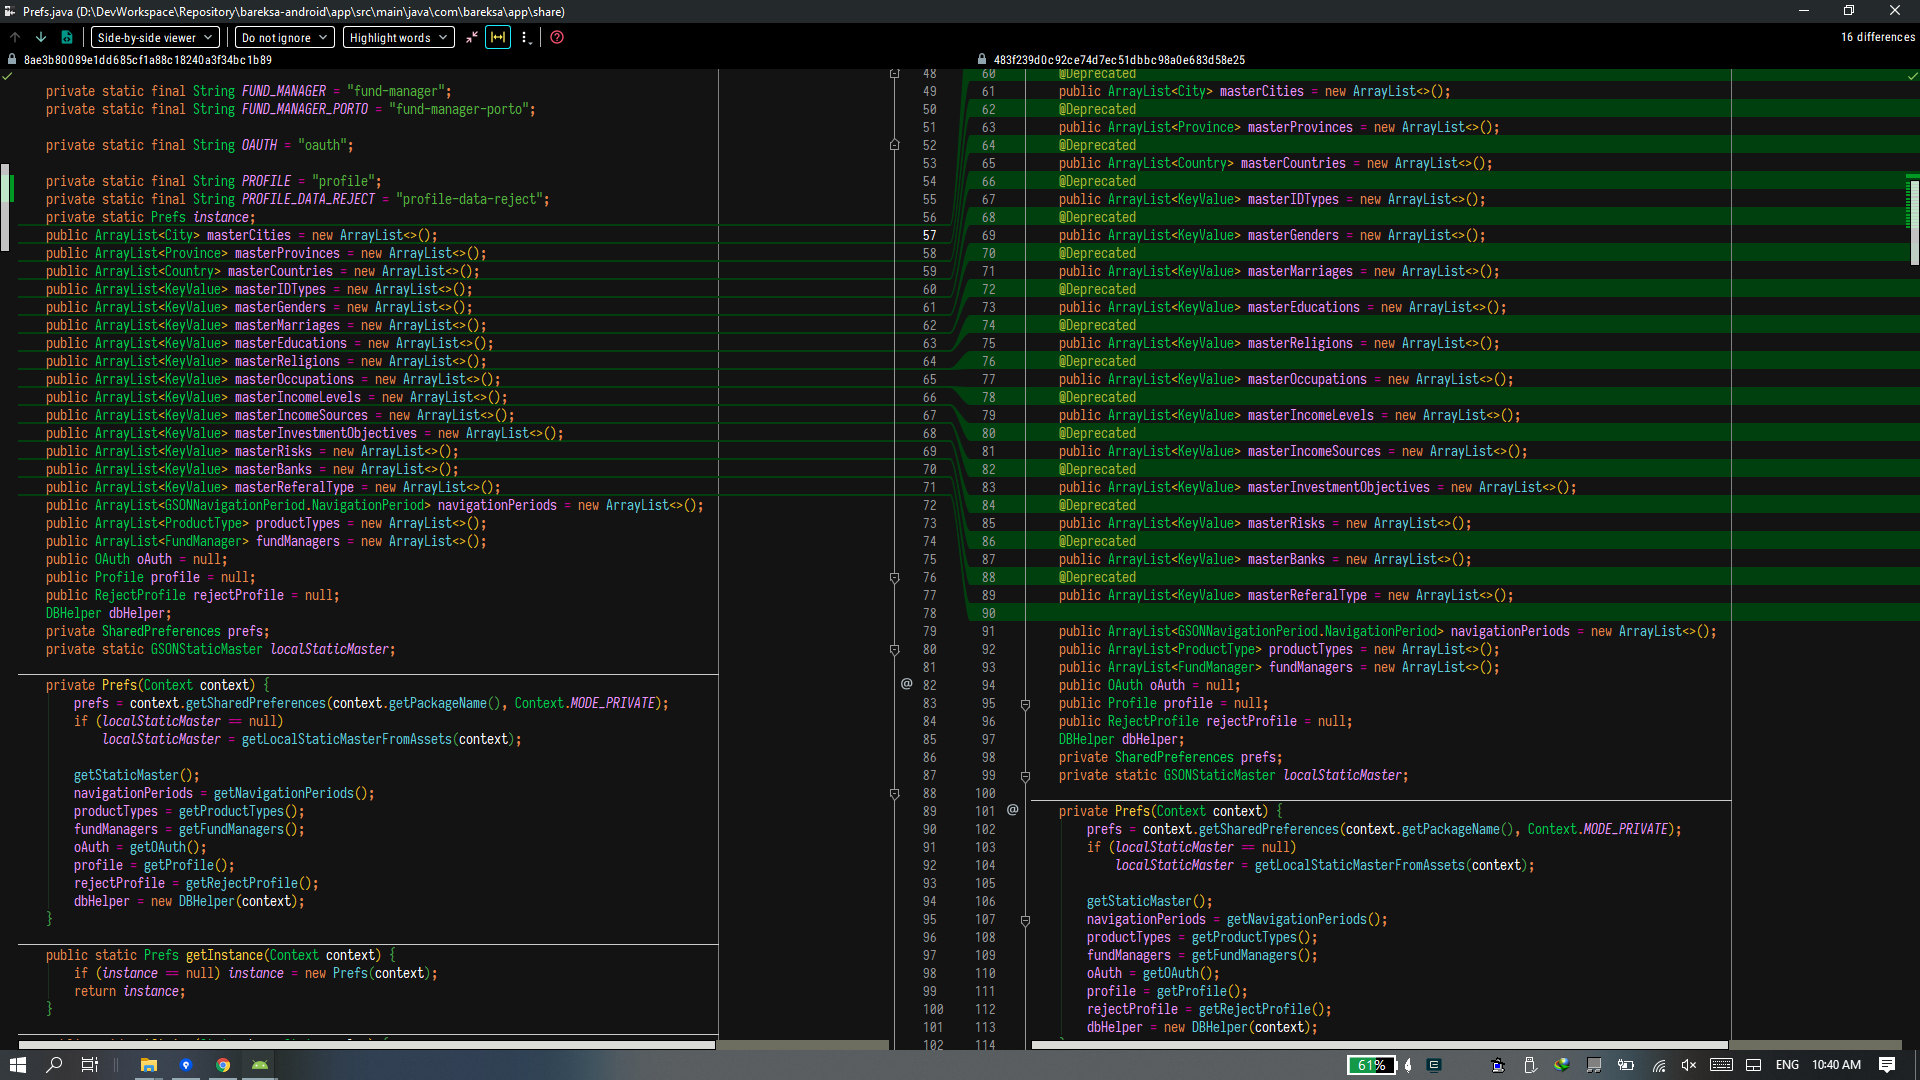 Prefs.java (D:\DevWorkspace\Repository\bareksa-android\app\src\main\java\com\bareksa\app\share)
Side-by-side viewer
Do not ignore
Highlight words
16 differences
8ae3b80089e1dd685cf1a88c18240a3f34bc1b89
483f239d0c92ce74d7ec51dbbc98a0e683d58e25
private static final String FUND_MANAGER = "fund-manager";
private static final String FUND_MANAGER_PORTO = "fund-manager-porto";
private static final String OAUTH = "oauth";
private static final String PROFILE = "profile";
private static final String PROFILE_DATA_REJECT = "profile-data-reject";
private static Prefs instance;
public ArrayList<City> masterCities = new ArrayList<>();
public ArrayList<Province> masterProvinces = new ArrayList<>();
public ArrayList<Country> masterCountries = new ArrayList<>();
public ArrayList<KeyValue> masterIDTypes = new ArrayList<>();
public ArrayList<KeyValue> masterGenders = new ArrayList<>();
public ArrayList<KeyValue> masterMarriages = new ArrayList<>();
public ArrayList<KeyValue> masterEducations = new ArrayList<>();
public ArrayList<KeyValue> masterReligions = new ArrayList<>();
public ArrayList<KeyValue> masterOccupations = new ArrayList<>();
public ArrayList<KeyValue> masterIncomeLevels = new ArrayList<>();
public ArrayList<KeyValue> masterIncomeSources = new ArrayList<>();
public ArrayList<KeyValue> masterInvestmentObjectives = new ArrayList<>();
public ArrayList<KeyValue> masterRisks = new ArrayList<>();
public ArrayList<KeyValue> masterBanks = new ArrayList<>();
public ArrayList<KeyValue> masterReferalType = new ArrayList<>();
public ArrayList<GSONNavigationPeriod.NavigationPeriod> navigationPeriods = new ArrayList<>();
public ArrayList<ProductType> productTypes = new ArrayList<>();
public ArrayList<FundManager> fundManagers = new ArrayList<>();
public OAuth oAuth = null;
public Profile profile = null;
public RejectProfile rejectProfile = null;
DBHelper dbHelper;
private SharedPreferences prefs;
private static GSONStaticMaster localStaticMaster;
private Prefs(Context context) {
prefs = context.getSharedPreferences(context.getPackageName(), Context.MODE_PRIVATE);
if (localStaticMaster == null)
localStaticMaster = getLocalStaticMasterFromAssets(context);
getStaticMaster();
navigationPeriods = getNavigationPeriods();
productTypes = getProductTypes();
fundManagers = getFundManagers();
oAuth = getOAuth();
profile = getProfile();
rejectProfile = getRejectProfile();
dbHelper = new DBHelper(context);
}
public static Prefs getInstance(Context context) {
if (instance == null) instance = new Prefs(context);
return instance;
}
48 60 @Deprecated
49 61 public ArrayList<City> masterCities = new ArrayList<>();
50 62 @Deprecated
51 63 public ArrayList<Province> masterProvinces = new ArrayList<>();
52 64 @Deprecated
53 65 public ArrayList<Country> masterCountries = new ArrayList<>();
54 66 @Deprecated
55 67 public ArrayList<KeyValue> masterIDTypes = new ArrayList<>();
56 68 @Deprecated
57 69 public ArrayList<KeyValue> masterGenders = new ArrayList<>();
58 70 @Deprecated
59 71 public ArrayList<KeyValue> masterMarriages = new ArrayList<>();
60 72 @Deprecated
61 73 public ArrayList<KeyValue> masterEducations = new ArrayList<>();
62 74 @Deprecated
63 75 public ArrayList<KeyValue> masterReligions = new ArrayList<>();
64 76 @Deprecated
65 77 public ArrayList<KeyValue> masterOccupations = new ArrayList<>();
66 78 @Deprecated
67 79 public ArrayList<KeyValue> masterIncomeLevels = new ArrayList<>();
68 80 @Deprecated
69 81 public ArrayList<KeyValue> masterIncomeSources = new ArrayList<>();
70 82 @Deprecated
71 83 public ArrayList<KeyValue> masterInvestmentObjectives = new ArrayList<>();
72 84 @Deprecated
73 85 public ArrayList<KeyValue> masterRisks = new ArrayList<>();
74 86 @Deprecated
75 87 public ArrayList<KeyValue> masterBanks = new ArrayList<>();
76 88 @Deprecated
77 89 public ArrayList<KeyValue> masterReferalType = new ArrayList<>();
78 90
79 91 public ArrayList<GSONNavigationPeriod.NavigationPeriod> navigationPeriods = new ArrayList<>();
80 92 public ArrayList<ProductType> productTypes = new ArrayList<>();
81 93 public ArrayList<FundManager> fundManagers = new ArrayList<>();
@ 82 94 public OAuth oAuth = null;
83 95 public Profile profile = null;
84 96 public RejectProfile rejectProfile = null;
85 97 DBHelper dbHelper;
86 98 private SharedPreferences prefs;
87 99 private static GSONStaticMaster localStaticMaster;
88 100
89 101 @ private Prefs(Context context) {
90 102 prefs = context.getSharedPreferences(context.getPackageName(), Context.MODE_PRIVATE);
91 103 if (localStaticMaster == null)
92 104 localStaticMaster = getLocalStaticMasterFromAssets(context);
93 105
94 106 getStaticMaster();
95 107 navigationPeriods = getNavigationPeriods();
96 108 productTypes = getProductTypes();
97 109 fundManagers = getFundManagers();
98 110 oAuth = getOAuth();
99 111 profile = getProfile();
100 112 rejectProfile = getRejectProfile();
101 113 dbHelper = new DBHelper(context);
102 114
61%
ENG
10:40 AM